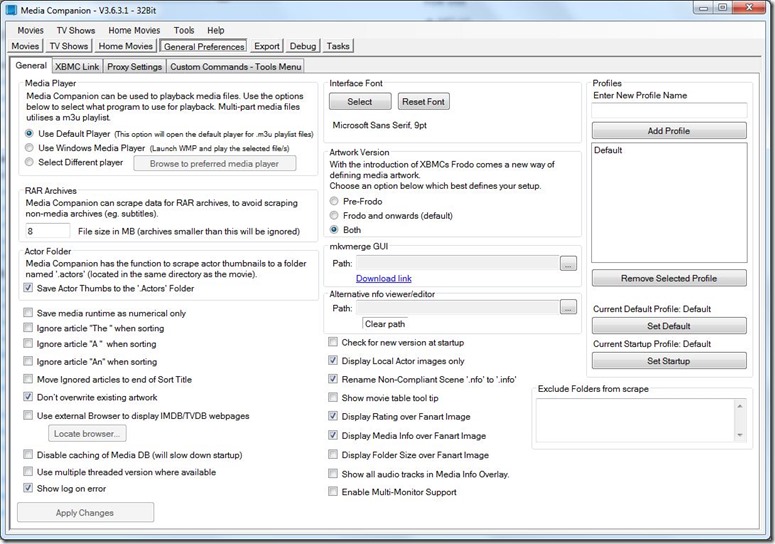 Media Companion - V3.6.3.1 - 32Bit
Movies TV Shows Home Movies Tools Help
Movies TV Shows Home Movies General Preferences Export Debug Tasks
General XBMC Link Proxy Settings Custom Commands - Tools Menu
Media Player
Media Companion can be used to playback media files. Use the options
below to select what program to use for playback. Multi-part media files
utilises a m3u playlist.
Use Default Player (This option will open the default player for .m3u playlist files)
Use Windows Media Player (Launch WMP and play the selected file/s)
Select Different player Browse to preferred media player
RAR Archives
Media Companion can scrape data for RAR archives, to avoid scraping
non-media archives (eg. subtitles).
8 File size in MB (archives smaller than this will be ignored)
Actor Folder
Media Companion has the function to scrape actor thumbnails to a folder
named '.actors' (located in the same directory as the movie).
Save Actor Thumbs to the '.Actors' Folder
Save media runtime as numerical only
Ignore article "The " when sorting
Ignore article "A " when sorting
Ignore article "An" when sorting
Move Ignored articles to end of Sort Title
Don't overwrite existing artwork
Use external Browser to display IMDB/TVDB webpages
Locate browser...
Disable caching of Media DB (will slow down startup)
Use multiple threaded version where available
Show log on error
Apply Changes
Interface Font
Select Reset Font
Microsoft Sans Serif, 9pt
Artwork Version
With the introduction of XBMCs Frodo comes a new way of
defining media artwork.
Choose an option below which best defines your setup.
Pre-Frodo
Frodo and onwards (default)
Both
mkvmerge GUI
Path: ...
Download link
Alternative nfo viewer/editor
Path: ...
Clear path
Check for new version at startup
Display Local Actor images only
Rename Non-Compliant Scene '.nfo' to '.info'
Show movie table tool tip
Display Rating over Fanart Image
Display Media Info over Fanart Image
Display Folder Size over Fanart Image
Show all audio tracks in Media Info Overlay.
Enable Multi-Monitor Support
Profiles
Enter New Profile Name
Add Profile
Default
Remove Selected Profile
Current Default Profile: Default
Set Default
Current Startup Profile: Default
Set Startup
Exclude Folders from scrape